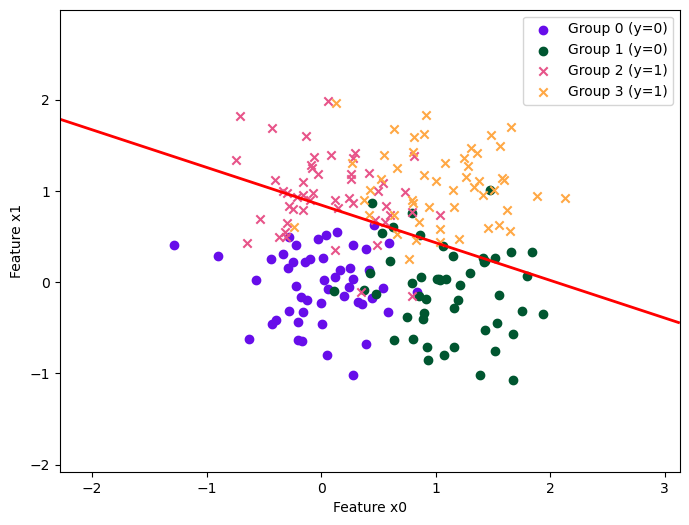 Group 0 (y=0)
Group 1 (y=0)
Group 2 (y=1)
Group 3 (y=1)
2
1
0
−1
−2
Feature x1
−2 −1 0 1 2 3
Feature x0